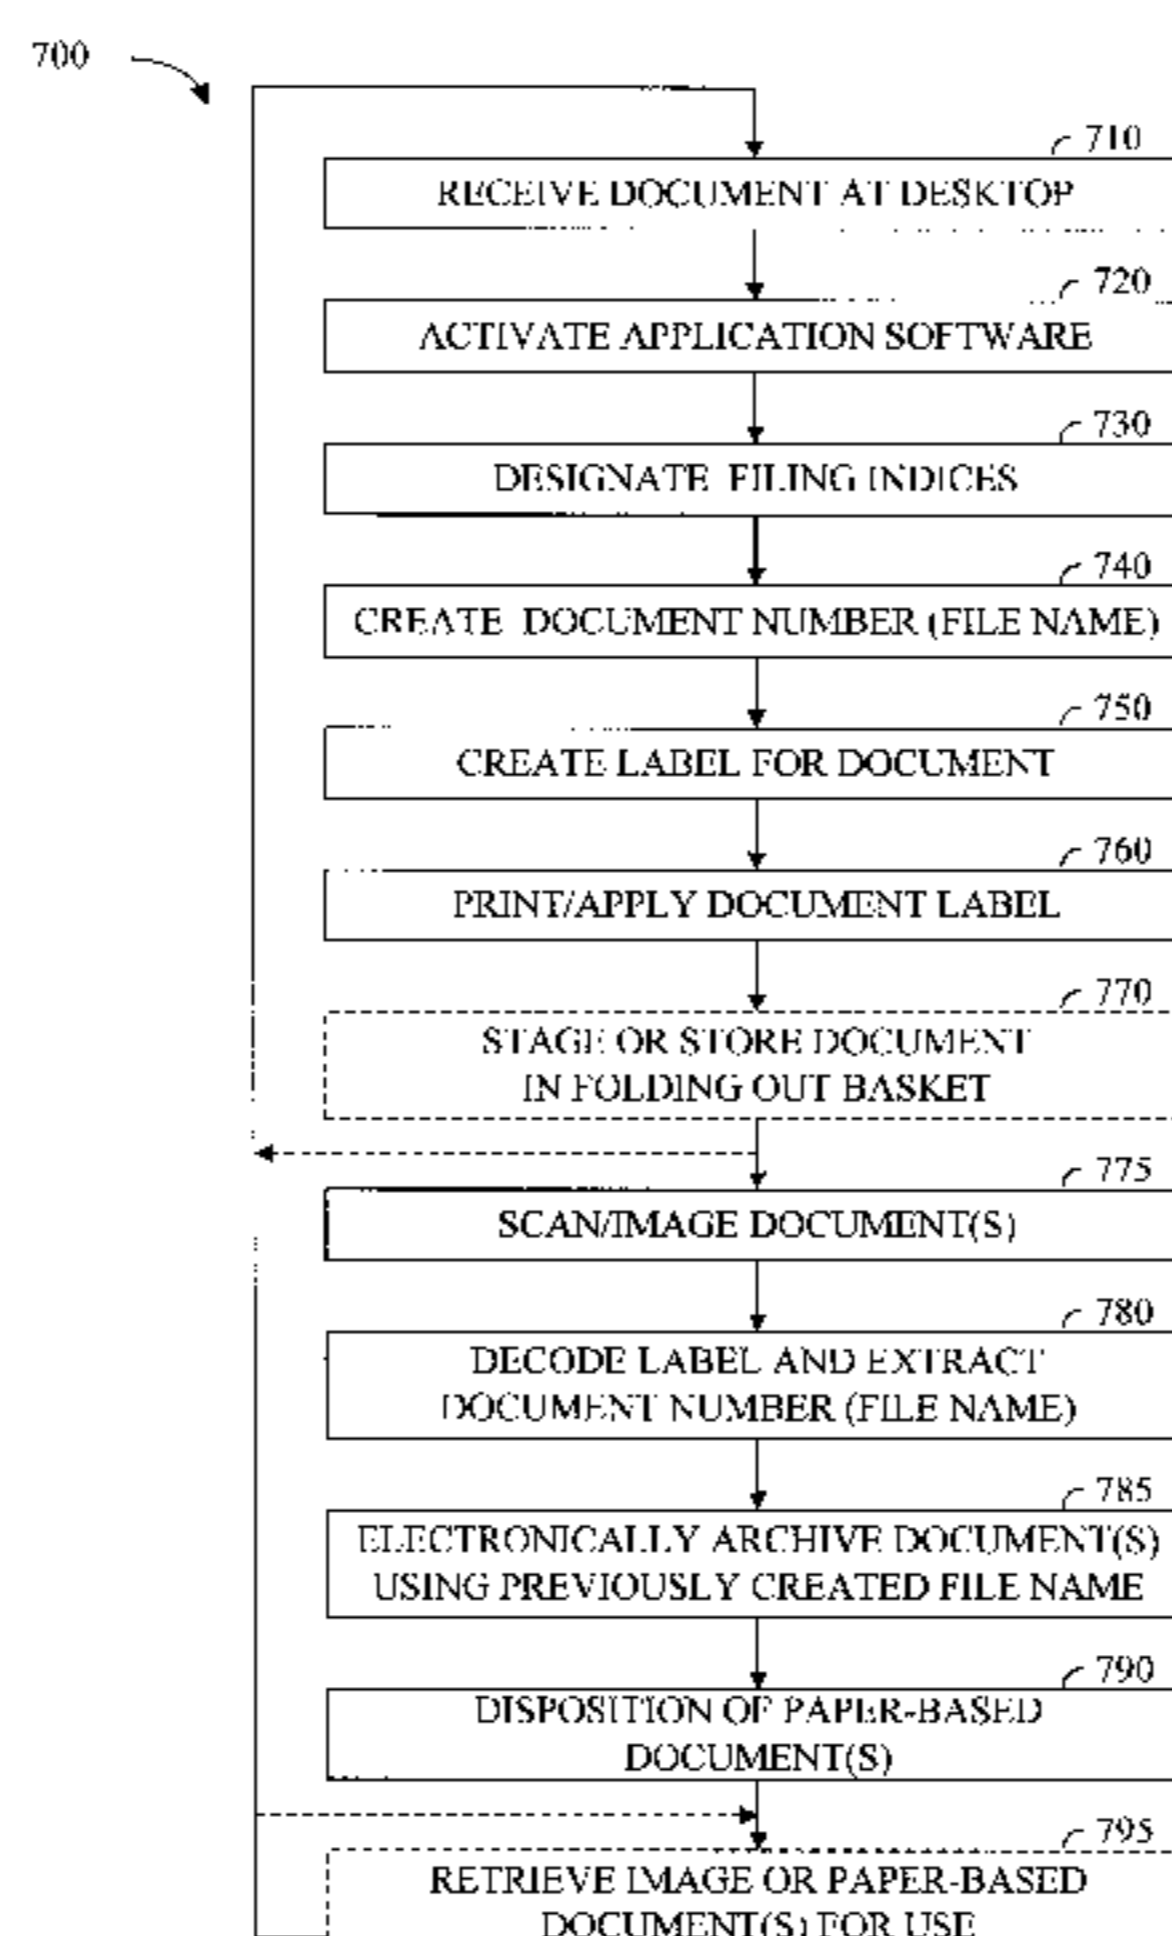 700
710
RECEIVE DOCUMENT AT DESKTOP
720
ACTIVATE APPLICATION SOFTWARE
730
DESIGNATE FILING INDICES
740
CREATE DOCUMENT NUMBER (FILE NAME)
750
CREATE LABEL FOR DOCUMENT
760
PRINT/APPLY DOCUMENT LABEL
770
STAGE OR STORE DOCUMENT
IN FOLDING OUT BASKET
775
SCAN/IMAGE DOCUMENT(S)
780
DECODE LABEL AND EXTRACT
DOCUMENT NUMBER (FILE NAME)
785
ELECTRONICALLY ARCHIVE DOCUMENT(S)
USING PREVIOUSLY CREATED FILE NAME
790
DISPOSITION OF PAPER-BASED
DOCUMENT(S)
795
RETRIEVE IMAGE OR PAPER-BASED
DOCUMENT(S) FOR USE